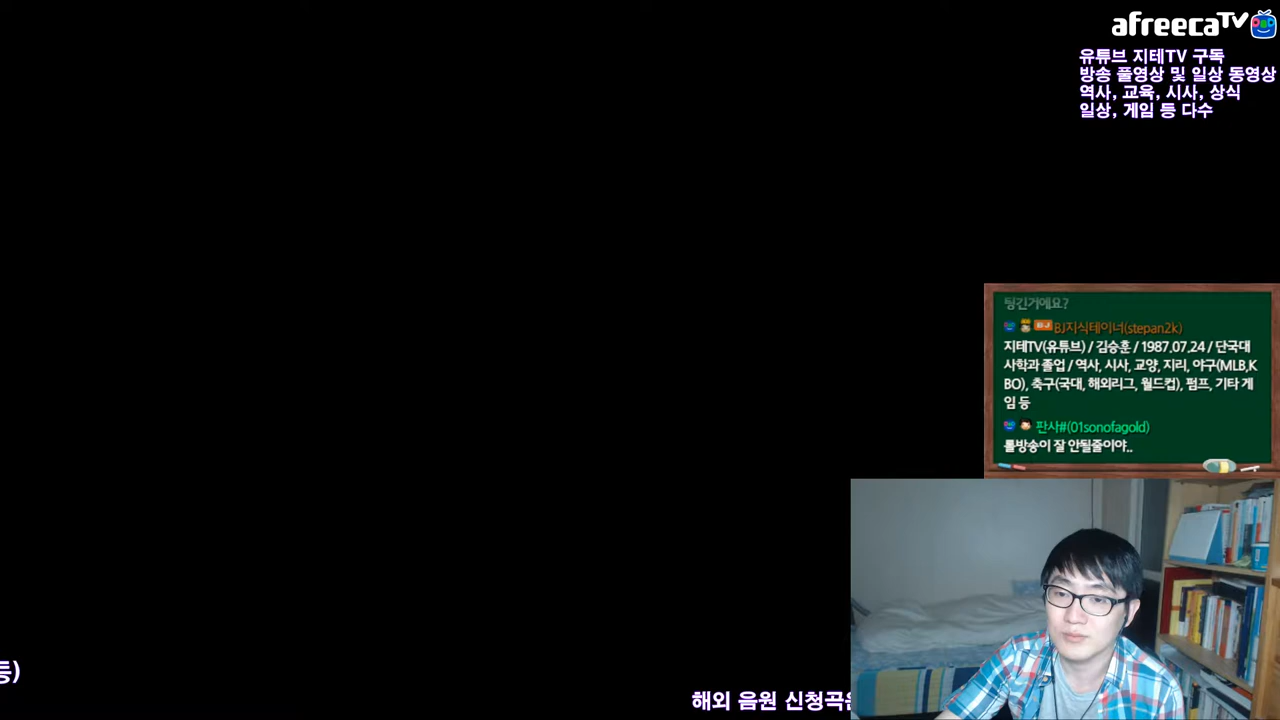 afreecaTV
유튜브 지테TV 구독
방송 풀영상 및 일상 동영상
역사, 교육, 시사, 상식
일상, 게임 등 다수
팅긴거에요?
BJ지식테이너(stepan2k)
지테TV(유튜브) / 김승훈 / 1987.07.24 / 단국대
사학과 졸업 / 역사, 시사, 교양, 지리, 야구(MLB,K
BO), 축구(국대, 해외리그, 월드컵), 펌프, 기타 게
임 등
판사#(01sonofagold)
롤방송이 잘 안될줄이야..
등)
해외 음원 신청곡은